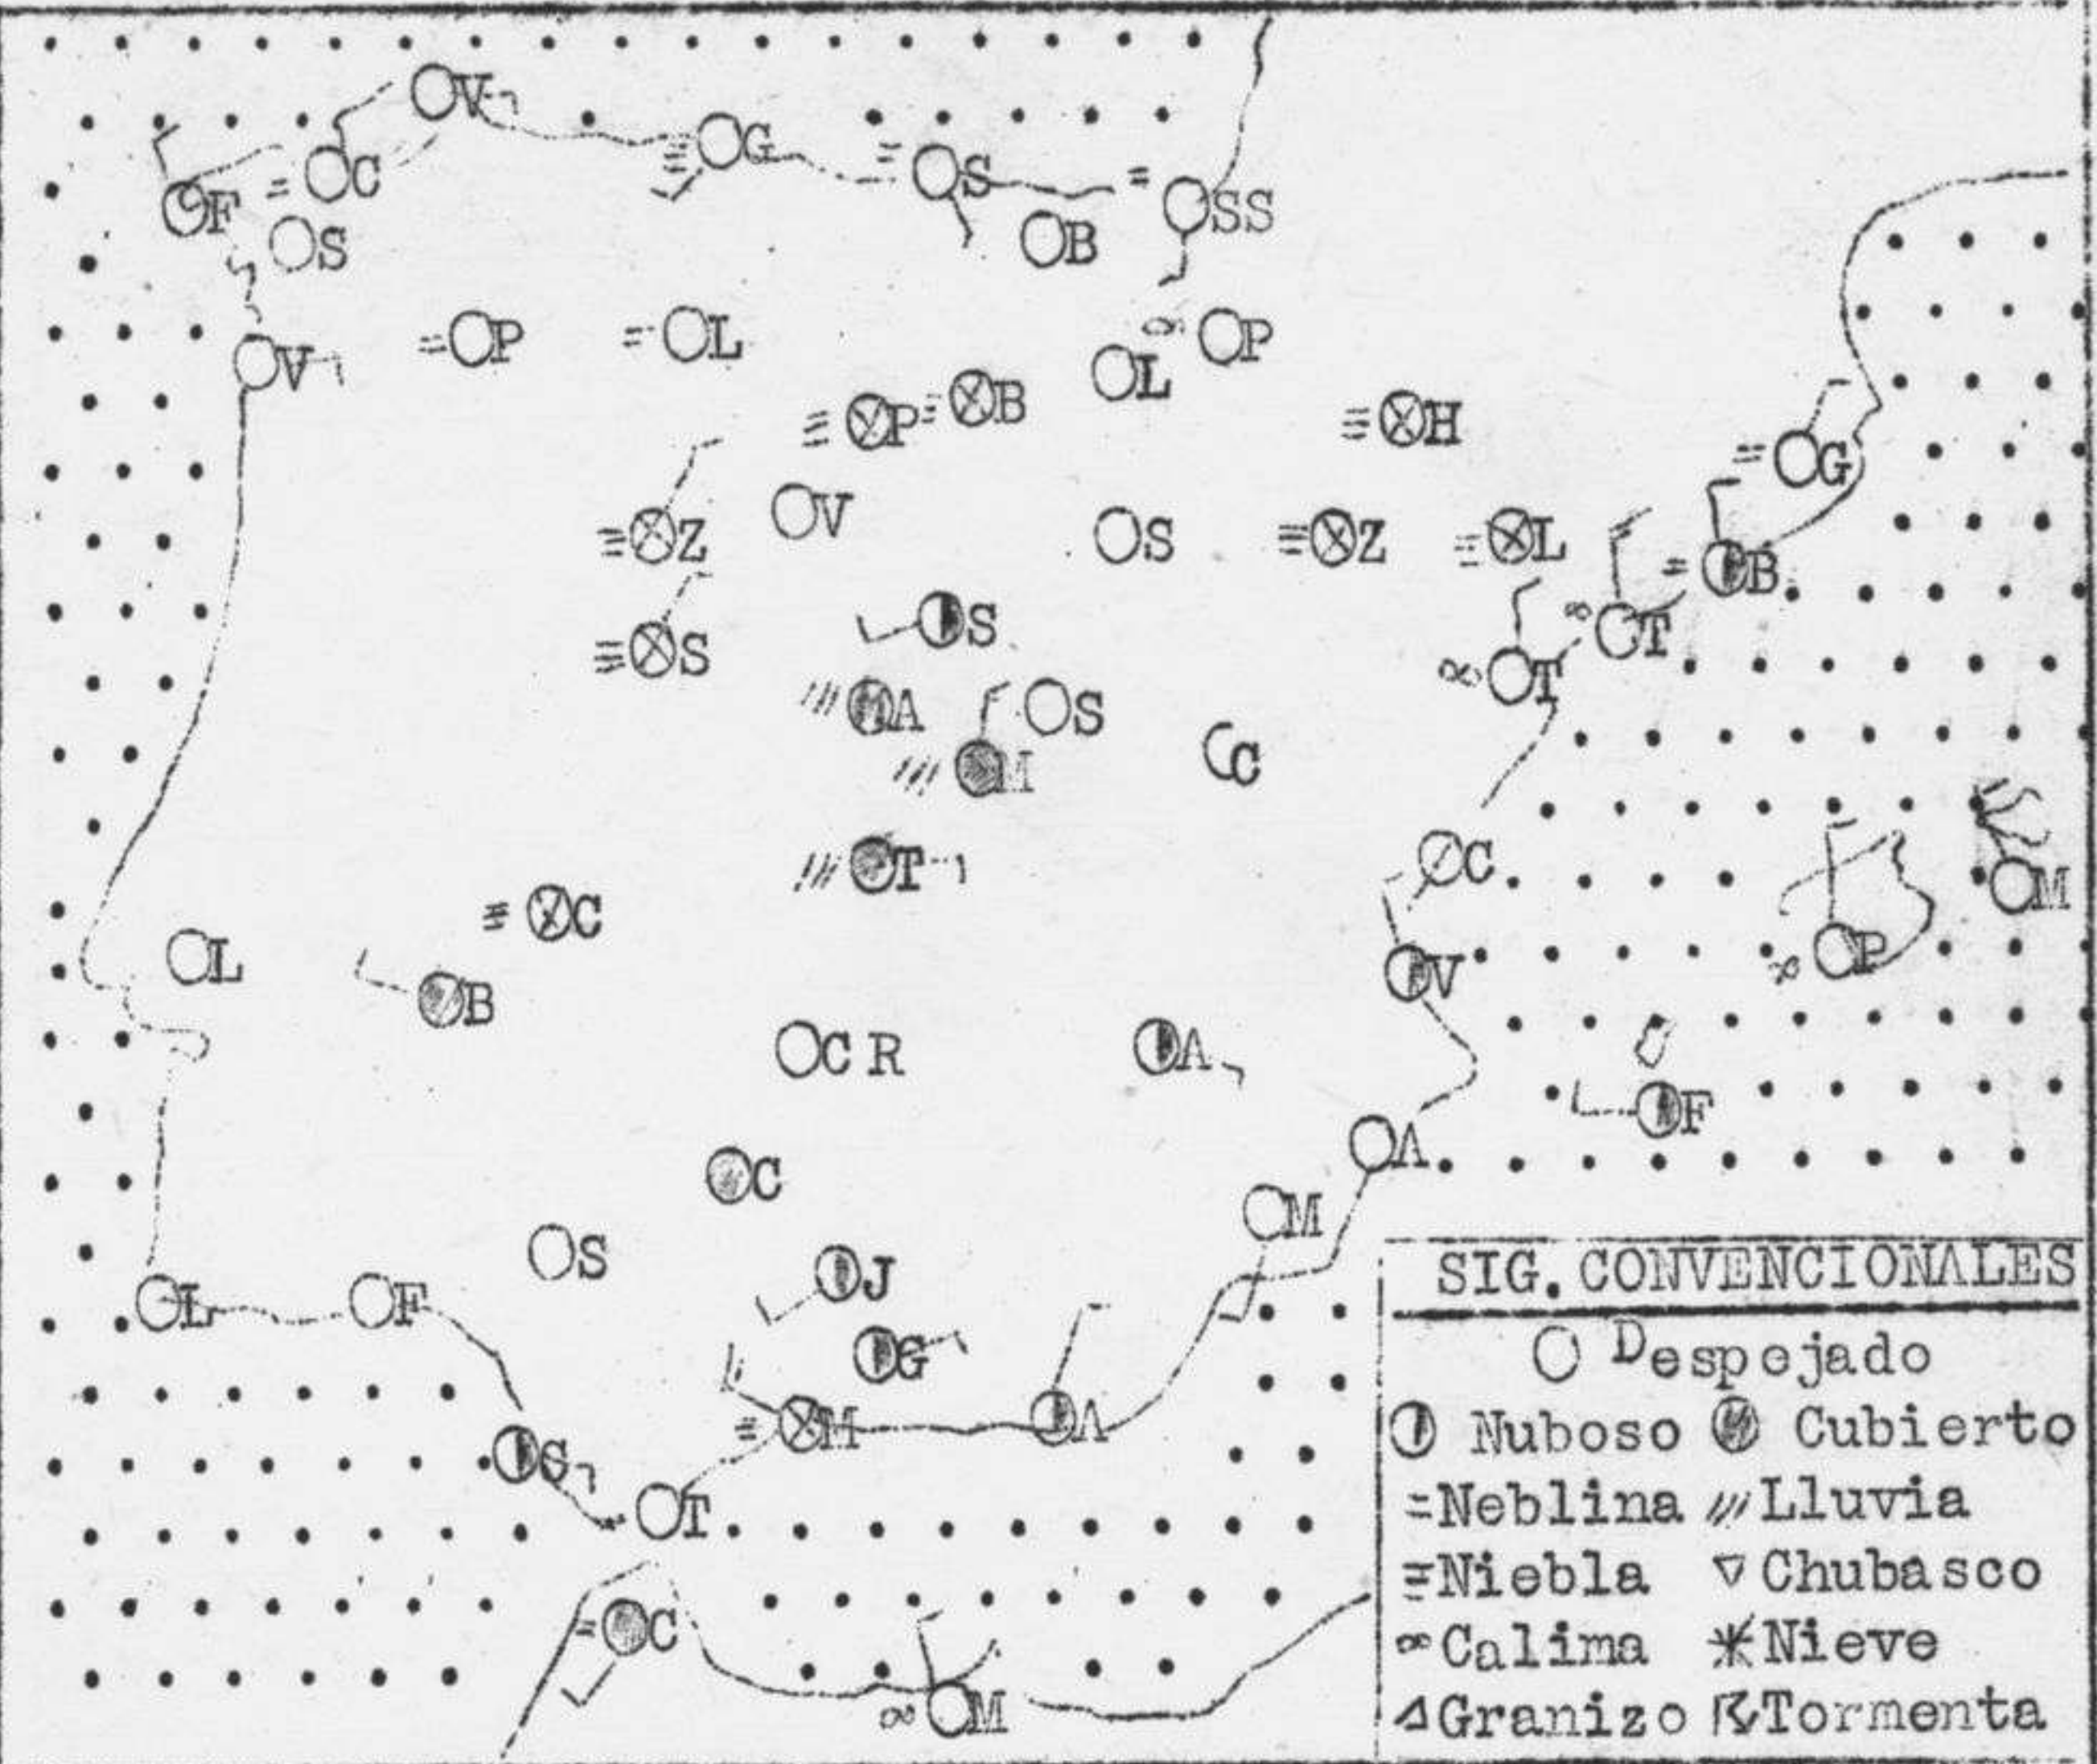 V
G
C
S
F
SS
S
B
P
L
P
V
L
B
P
H
G
V
Z
S
Z
L
B
S
T
S
T
A
S
M
C
T
C
M
C
L
P
V
B
C R
A
F
A
C
M
S
J
L
F
G
M
A
S
T
C
M
SIG. CONVENCIONALES
Despejado
Nuboso Cubierto
Neblina Lluvia
Niebla Chubasco
Calima Nieve
Granizo Tormenta